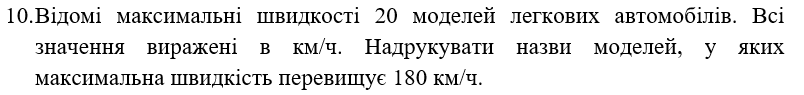 10.Відомі максимальні швидкості 20 моделей легкових автомобілів. Всі
значення виражені в км/ч. Надрукувати назви моделей, у яких
максимальна швидкість перевищує 180 км/ч.